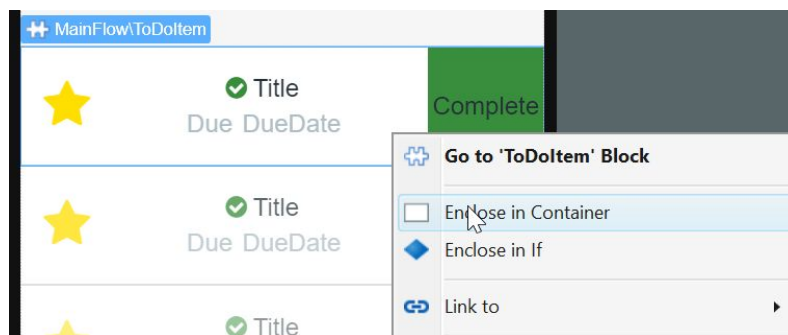 MainFlow\ToDoItem
Title
Due DueDate
Complete
Go to 'ToDoItem' Block
Title
Due DueDate
Enclose in Container
Enclose in If
Link to
Title